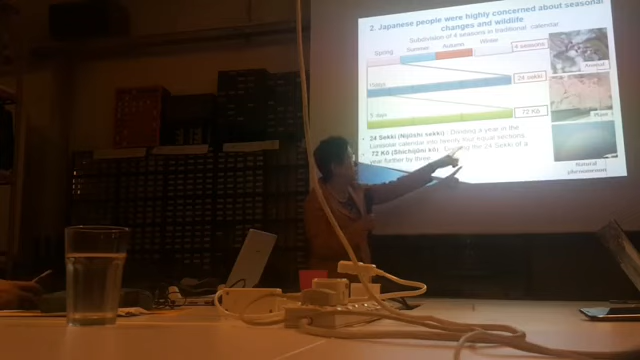 2. Japanese people were highly concerned about seasonal
changes and wildlife
Subdivision of 4 seasons in traditional calendar
Spring
Summer
Autumn
Winter
4 seasons
24 sekki
5 days
72 Kō
24 Sekki (Nijūshi sekki) : Dividing a year in the
Lunisolar calendar into twenty four equal sections.
72 Kō (Shichijūni kō) : the 24 Sekki of a
year further by three
Animal
Plant
Natural
phenomenon